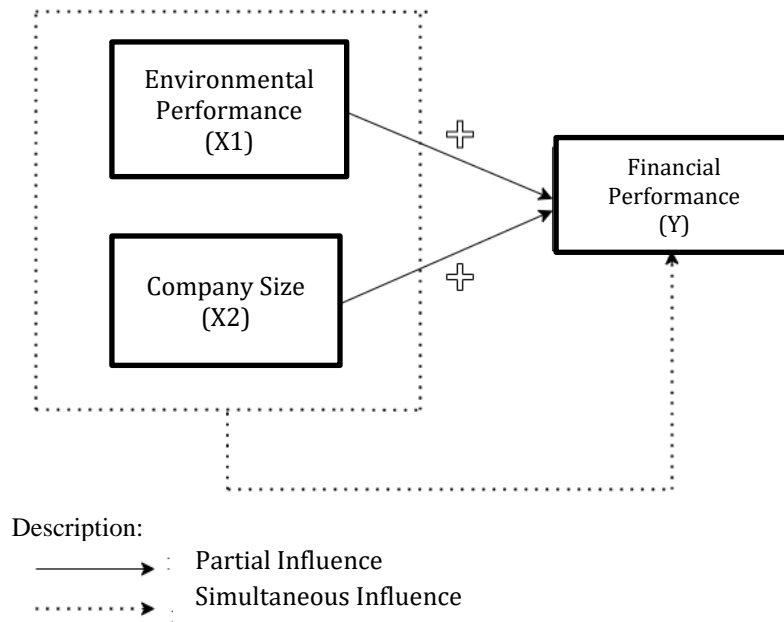 Environmental
Performance
(X1)
Financial
Performance
(Y)
Company Size
(X2)
Description:
: Partial Influence
: Simultaneous Influence